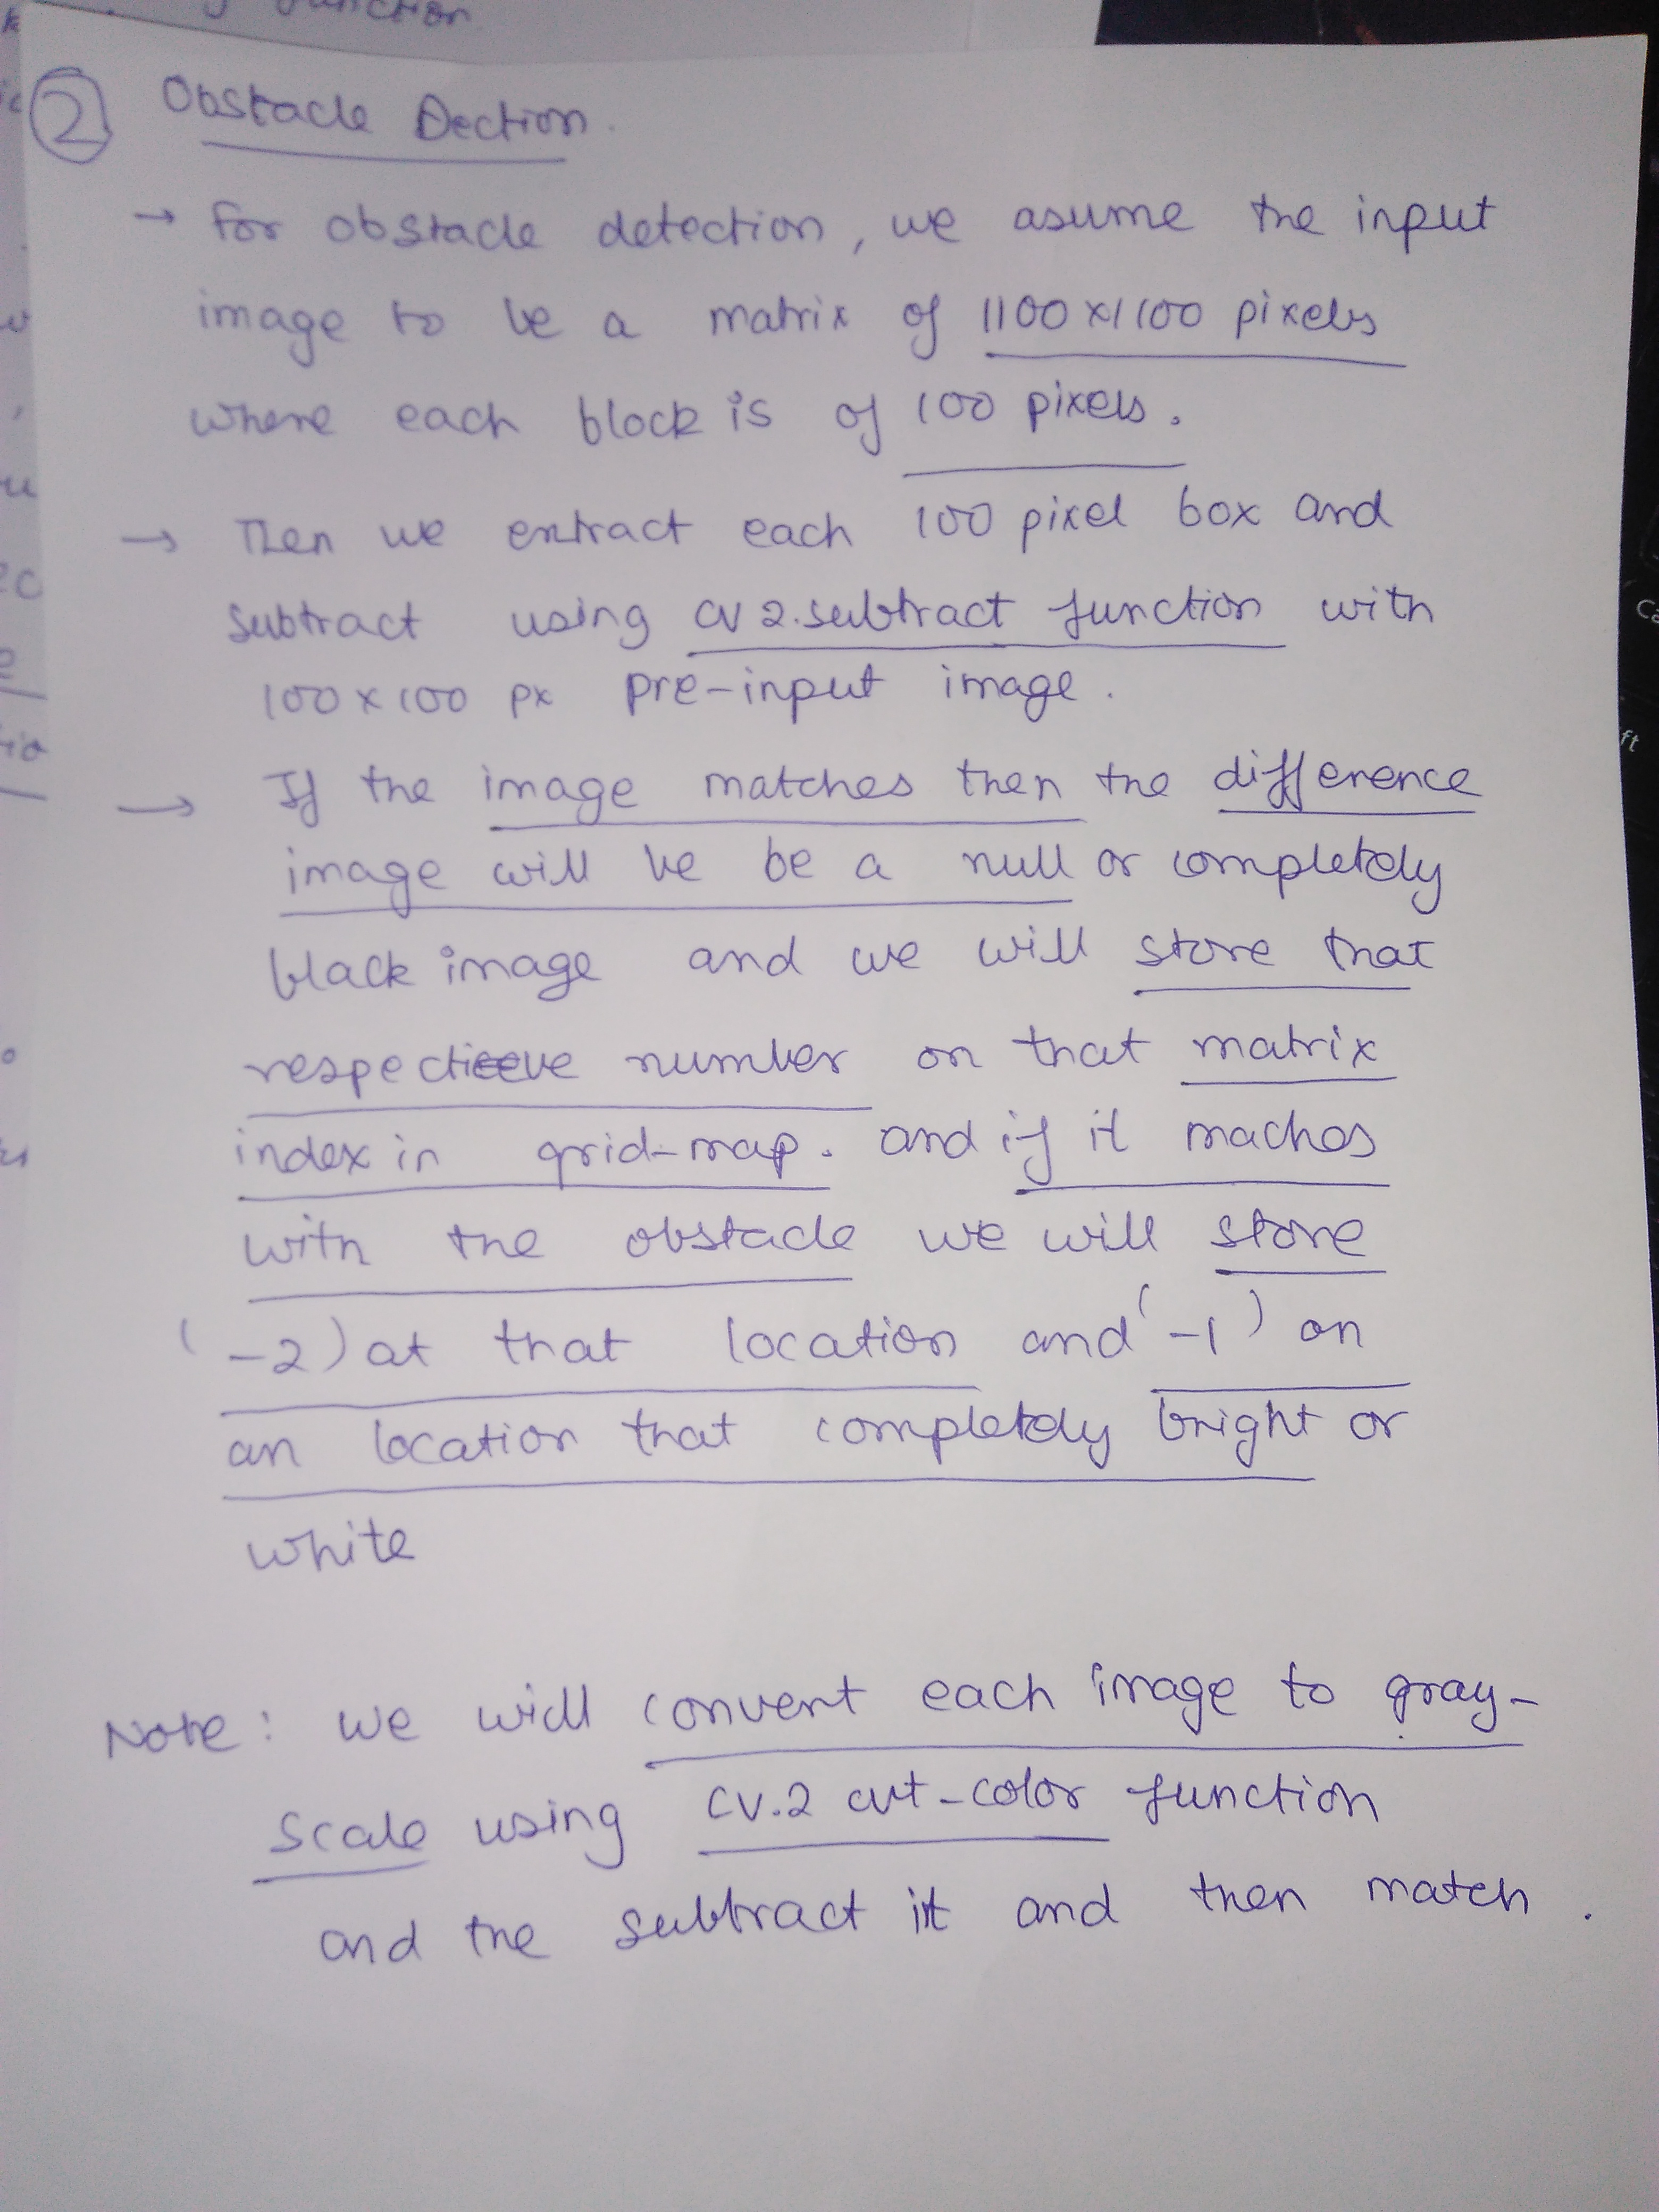 function
② Obstacle Dection.
→ for obstacle detection, we asume the input
image to be a matrix of 1100x1100 pixels
where each block is of 100 pixels.
→ Then we extract each 100 pixel box and
subtract using cv2.subtract function with
100x100 px pre-input image.
→ If the image matches then the difference
image will be be a null or completely
black image and we will store that
respective number on that matrix
index in grid-map. and if it maches
with the obstacle we will store
(-2) at that location and (-1) on
an location that completely bright or
white
Note: we will convert each image to gray-
scale using cv.2 cvt-color function
and the subtract it and then match.